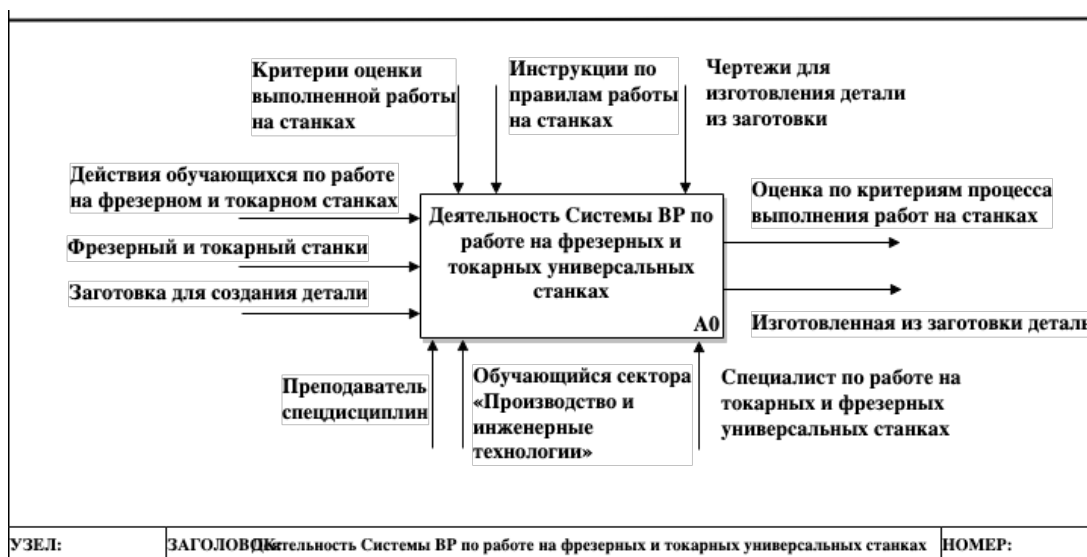 Критерии оценки
выполненной работы
на станках
Инструкции по
правилам работы
на станках
Чертежи для
изготовления детали
из заготовки
Действия обучающихся по работе
на фрезерном и токарном станках
Фрезерный и токарный станки
Заготовка для создания детали
Деятельность Системы ВР по
работе на фрезерных и
токарных универсальных
станках
A0
Оценка по критериям процесса
выполнения работ на станках
Изготовленная из заготовки деталь
Преподаватель
спецдисциплин
Обучающийся сектора
«Производство и
инженерные
технологии»
Специалист по работе на
токарных и фрезерных
универсальных станках
УЗЕЛ:
ЗАГОЛОВОК:
Деятельность Системы ВР по работе на фрезерных и токарных универсальных станках
НОМЕР: